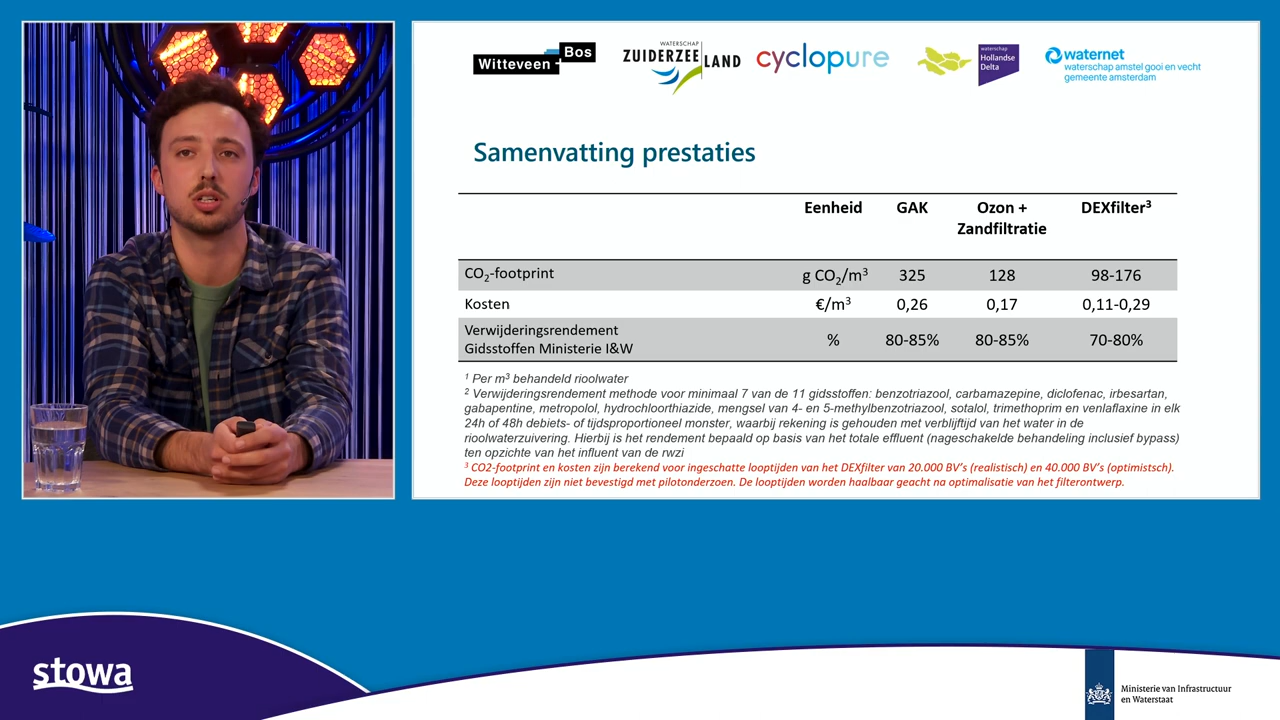 Witteveen + Bos
WATERSCHAP
ZUIDERZEELAND
cyclopure
waterschap
Hollandse
Delta
waternet
waterschap amstel gooi en vecht
gemeente amsterdam
Samenvatting prestaties
Eenheid GAK Ozon + Zandfiltratie DEXfilter³
CO₂-footprint g CO₂/m³ 325 128 98-176
Kosten €/m³ 0,26 0,17 0,11-0,29
Verwijderingsrendement
Gidsstoffen Ministerie I&W % 80-85% 80-85% 70-80%
¹ Per m³ behandeld rioolwater
² Verwijderingsrendement methode voor minimaal 7 van de 11 gidsstoffen: benzotriazool, carbamazepine, diclofenac, irbesartan,
gabapentine, metropolol, hydrochloorthiazide, mengsel van 4- en 5-methylbenzotriazool, sotalol, trimethoprim en venlaflaxine in elk
24h of 48h debiets- of tijdsproportioneel monster, waarbij rekening is gehouden met verblijftijd van het water in de
rioolwaterzuivering. Hierbij is het rendement bepaald op basis van het totale effluent (nageschakelde behandeling inclusief bypass)
ten opzichte van het influent van de rwzi
³ CO2-footprint en kosten zijn berekend voor ingeschatte looptijden van het DEXfilter van 20.000 BV's (realistisch) en 40.000 BV's (optimistsch).
Deze looptijden zijn niet bevestigd met pilotonderzoen. De looptijden worden haalbaar geacht na optimalisatie van het filterontwerp.
stowa
Ministerie van Infrastructuur
en Waterstaat